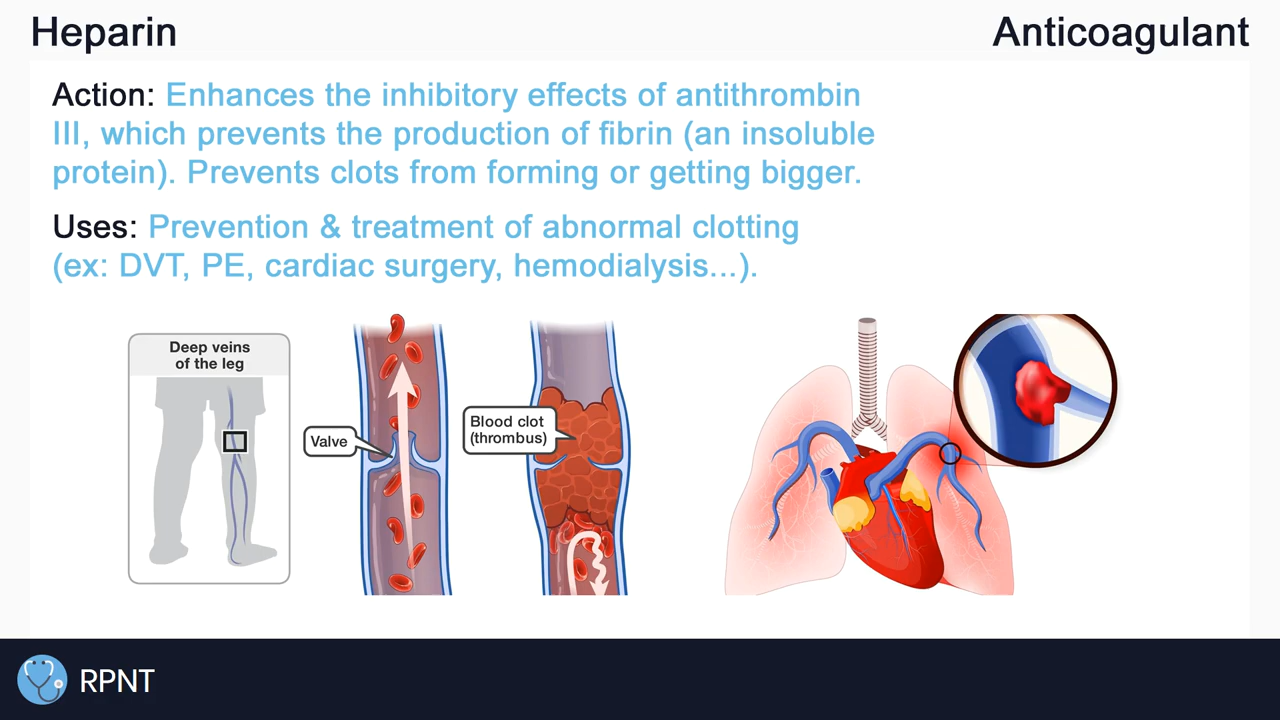 Heparin
Anticoagulant
Action: Enhances the inhibitory effects of antithrombin
III, which prevents the production of fibrin (an insoluble
protein). Prevents clots from forming or getting bigger.
Uses: Prevention & treatment of abnormal clotting
(ex: DVT, PE, cardiac surgery, hemodialysis...).
Deep veins
of the leg
Valve
Blood clot
(thrombus)
RPNT